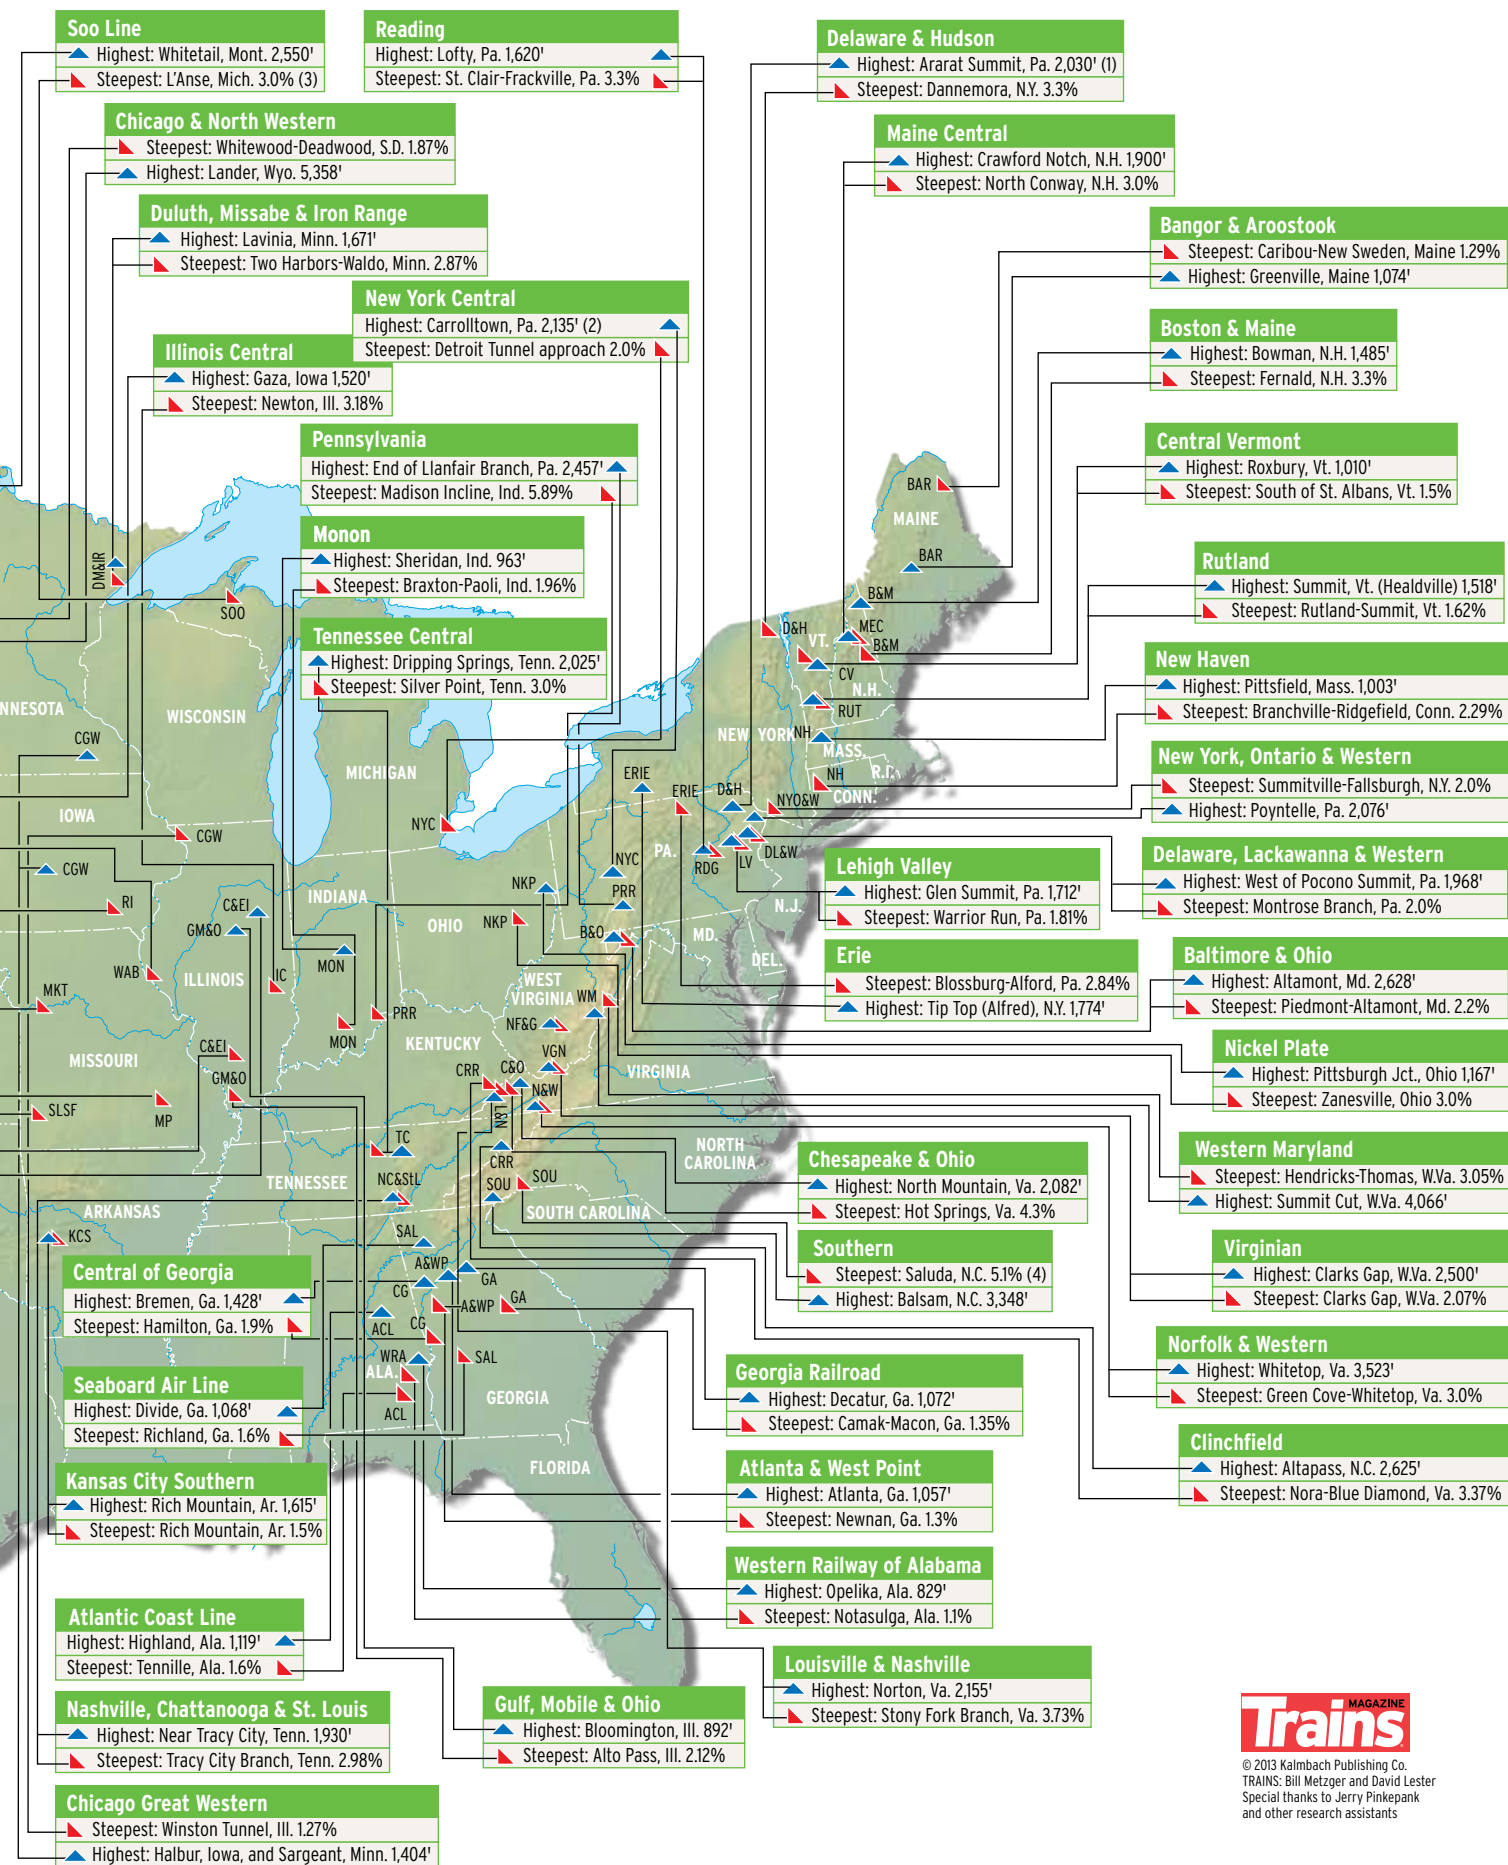 Soo Line
Highest: Whitetail, Mont. 2,550'
Steepest: L'Anse, Mich. 3.0% (3)
Reading
Highest: Lofty, Pa. 1,620'
Steepest: St. Clair-Frackville, Pa. 3.3%
Delaware & Hudson
Highest: Ararat Summit, Pa. 2,030' (1)
Steepest: Dannemora, N.Y. 3.3%
Chicago & North Western
Steepest: Whitewood-Deadwood, S.D. 1.87%
Highest: Lander, Wyo. 5,358'
Maine Central
Highest: Crawford Notch, N.H. 1,900'
Steepest: North Conway, N.H. 3.0%
Duluth, Missabe & Iron Range
Highest: Lavinia, Minn. 1,671'
Steepest: Two Harbors-Waldo, Minn. 2.87%
Bangor & Aroostook
Steepest: Caribou-New Sweden, Maine 1.29%
Highest: Greenville, Maine 1,074'
New York Central
Highest: Carrolltown, Pa. 2,135' (2)
Steepest: Detroit Tunnel approach 2.0%
Boston & Maine
Highest: Bowman, N.H. 1,485'
Steepest: Fernald, N.H. 3.3%
Illinois Central
Highest: Gaza, Iowa 1,520'
Steepest: Newton, Ill. 3.18%
Pennsylvania
Highest: End of Llanfair Branch, Pa. 2,457'
Steepest: Madison Incline, Ind. 5.89%
Central Vermont
Highest: Roxbury, Vt. 1,010'
Steepest: South of St. Albans, Vt. 1.5%
Monon
Highest: Sheridan, Ind. 963'
Steepest: Braxton-Paoli, Ind. 1.96%
Rutland
Highest: Summit, Vt. (Healdville) 1,518'
Steepest: Rutland-Summit, Vt. 1.62%
Tennessee Central
Highest: Dripping Springs, Tenn. 2,025'
Steepest: Silver Point, Tenn. 3.0%
New Haven
Highest: Pittsfield, Mass. 1,003'
Steepest: Branchville-Ridgefield, Conn. 2.29%
New York, Ontario & Western
Steepest: Summitville-Fallsburgh, N.Y. 2.0%
Highest: Poyntelle, Pa. 2,076'
Delaware, Lackawanna & Western
Highest: West of Pocono Summit, Pa. 1,968'
Steepest: Montrose Branch, Pa. 2.0%
Lehigh Valley
Highest: Glen Summit, Pa. 1,712'
Steepest: Warrior Run, Pa. 1.81%
Erie
Steepest: Blossburg-Alford, Pa. 2.84%
Highest: Tip Top (Alfred), N.Y. 1,774'
Baltimore & Ohio
Highest: Altamont, Md. 2,628'
Steepest: Piedmont-Altamont, Md. 2.2%
Nickel Plate
Highest: Pittsburgh Jct., Ohio 1,167'
Steepest: Zanesville, Ohio 3.0%
Western Maryland
Steepest: Hendricks-Thomas, W.Va. 3.05%
Highest: Summit Cut, W.Va. 4,066'
Chesapeake & Ohio
Highest: North Mountain, Va. 2,082'
Steepest: Hot Springs, Va. 4.3%
Southern
Steepest: Saluda, N.C. 5.1% (4)
Highest: Balsam, N.C. 3,348'
Virginian
Highest: Clarks Gap, W.Va. 2,500'
Steepest: Clarks Gap, W.Va. 2.07%
Norfolk & Western
Highest: Whitetop, Va. 3,523'
Steepest: Green Cove-Whitetop, Va. 3.0%
Clinchfield
Highest: Altapass, N.C. 2,625'
Steepest: Nora-Blue Diamond, Va. 3.37%
Central of Georgia
Highest: Bremen, Ga. 1,428'
Steepest: Hamilton, Ga. 1.9%
Seaboard Air Line
Highest: Divide, Ga. 1,068'
Steepest: Richland, Ga. 1.6%
Georgia Railroad
Highest: Decatur, Ga. 1,072'
Steepest: Camak-Macon, Ga. 1.35%
Kansas City Southern
Highest: Rich Mountain, Ar. 1,615'
Steepest: Rich Mountain, Ar. 1.5%
Atlanta & West Point
Highest: Atlanta, Ga. 1,057'
Steepest: Newnan, Ga. 1.3%
Western Railway of Alabama
Highest: Opelika, Ala. 829'
Steepest: Notasulga, Ala. 1.1%
Atlantic Coast Line
Highest: Highland, Ala. 1,119'
Steepest: Tennille, Ala. 1.6%
Louisville & Nashville
Highest: Norton, Va. 2,155'
Steepest: Stony Fork Branch, Va. 3.73%
Nashville, Chattanooga & St. Louis
Highest: Near Tracy City, Tenn. 1,930'
Steepest: Tracy City Branch, Tenn. 2.98%
Gulf, Mobile & Ohio
Highest: Bloomington, Ill. 892'
Steepest: Alto Pass, Ill. 2.12%
Chicago Great Western
Steepest: Winston Tunnel, Ill. 1.27%
Highest: Halbur, Iowa, and Sargeant, Minn. 1,404'
BAR
MAINE
BAR
DM&IR
SOO
B&M
MEC
B&M
D&H
VT.
CV
N.H.
RUT
NNESOTA
WISCONSIN
CGW
NEW YORK
NH
MASS.
MICHIGAN
NH
R.I.
CONN.
ERIE
ERIE
D&H
NYO&W
IOWA
NYC
CGW
PA.
RDG
LV
DL&W
NYC
CGW
NKP
PRR
INDIANA
RI
C&EI
N.J.
OHIO
NKP
GM&O
B&O
MD.
DEL.
MON
WAB
ILLINOIS
IC
WEST
VIRGINIA
WM
MKT
PRR
MON
NF&G
KENTUCKY
C&EI
MISSOURI
VGN
CRR
C&O
VIRGINIA
GM&O
N&W
L&N
SLSF
MP
TC
NORTH
CAROLINA
CRR
TENNESSEE
NC&StL
SOU
SOU
ARKANSAS
SOUTH CAROLINA
KCS
SAL
A&WP
GA
CG
A&WP
GA
ACL
CG
WRA
SAL
ALA.
GEORGIA
ACL
FLORIDA
Trains
MAGAZINE
© 2013 Kalmbach Publishing Co.
TRAINS: Bill Metzger and David Lester
Special thanks to Jerry Pinkepank
and other research assistants